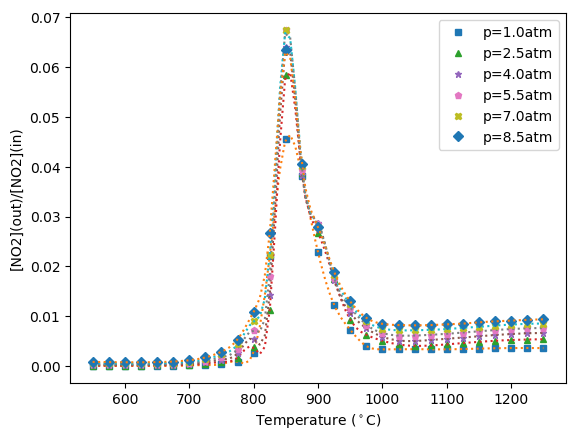 0.07
0.06
0.05
0.04
0.03
0.02
0.01
0.00
[NO2](out)/[NO2](in)
p=1.0atm
p=2.5atm
p=4.0atm
p=5.5atm
p=7.0atm
p=8.5atm
600 700 800 900 1000 1100 1200
Temperature (°C)